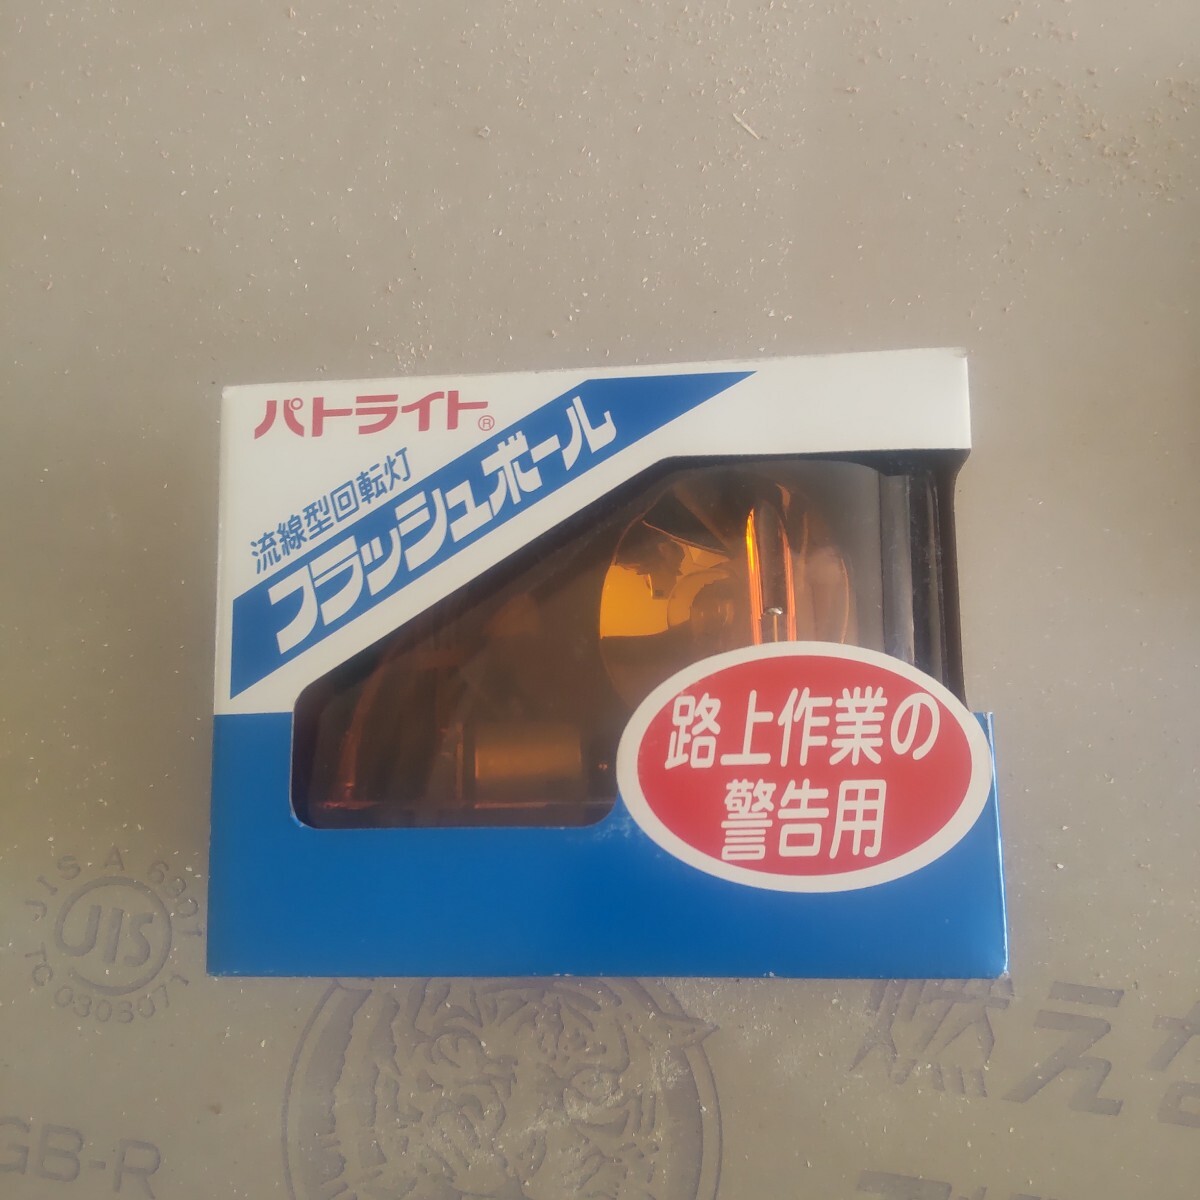 パトライト®
流線型回転灯
フラッシュボール
路上作業の
警告用
JIS A 6901
JIS
TC 0303071
GB-R
燃え